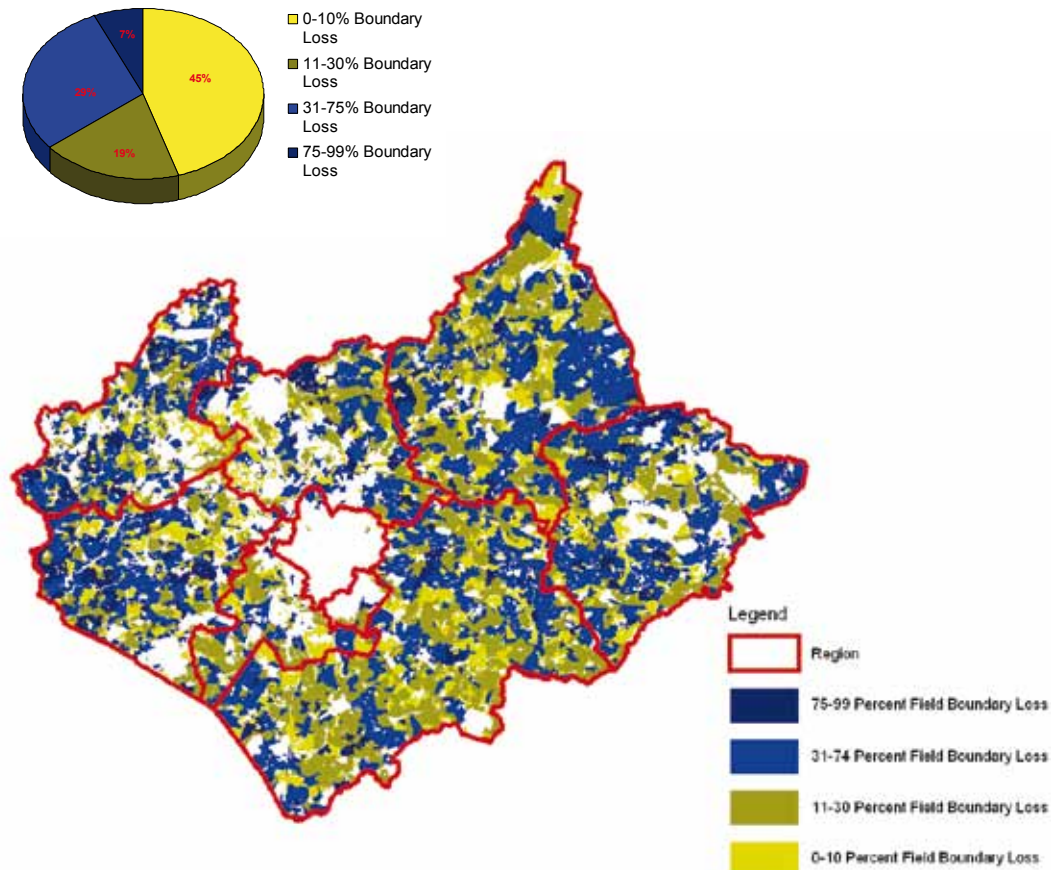 7%
45%
19%
0-10% Boundary
Loss
11-30% Boundary
Loss
31-75% Boundary
Loss
75-99% Boundary
Loss
Legend
Region
75-99 Percent Field Boundary Loss
31-74 Percent Field Boundary Loss
11-30 Percent Field Boundary Loss
0-10 Percent Field Boundary Loss